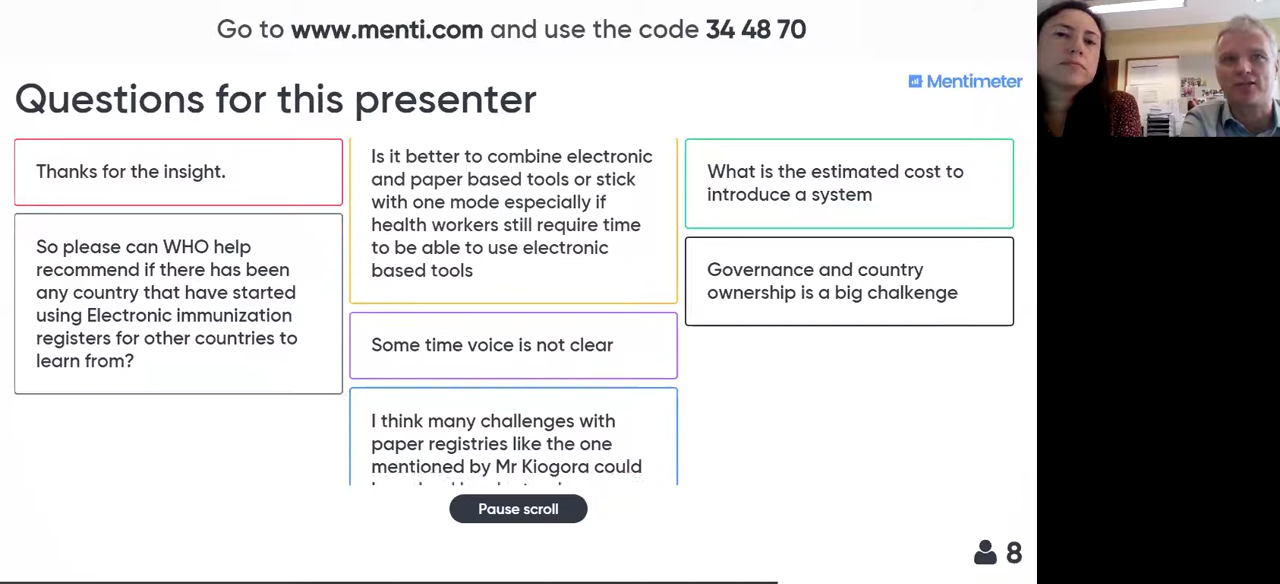 Go to www.menti.com and use the code 34 48 70
Mentimeter
Questions for this presenter
Thanks for the insight.
So please can WHO help
recommend if there has been
any country that have started
using Electronic immunization
registers for other countries to
learn from?
Is it better to combine electronic
and paper based tools or stick
with one mode especially if
health workers still require time
to be able to use electronic
based tools
Some time voice is not clear
I think many challenges with
paper registries like the one
mentioned by Mr Kiogora could
What is the estimated cost to
introduce a system
Governance and country
ownership is a big chalkenge
Pause scroll
8